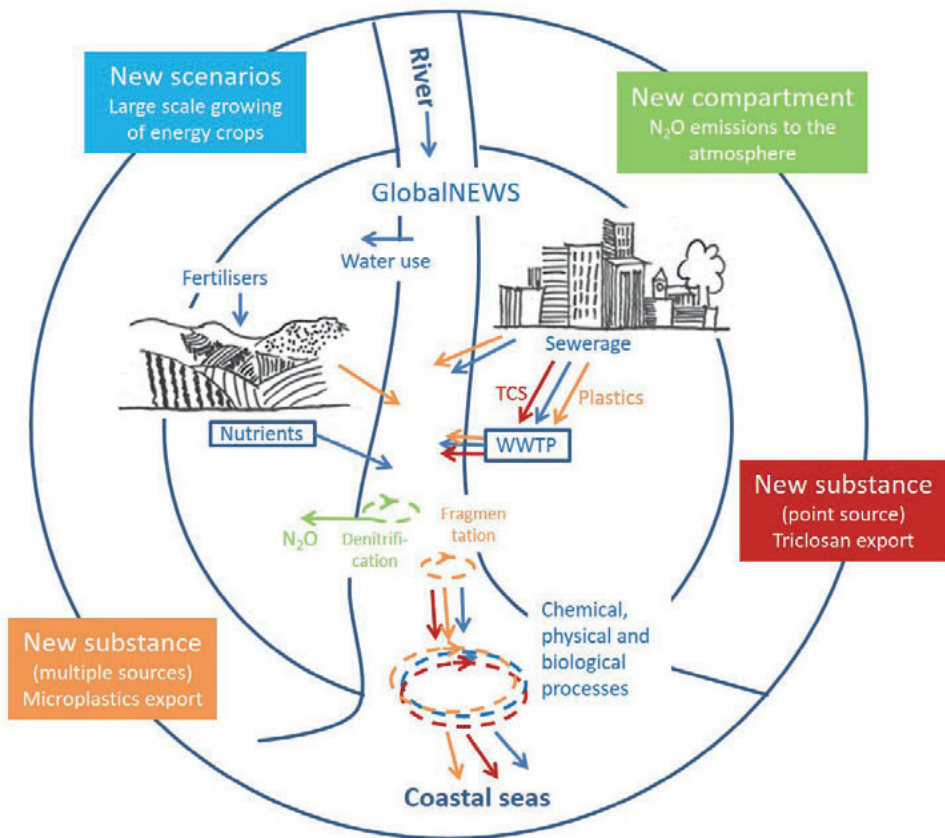 New scenarios
Large scale growing
of energy crops
River
New compartment
N₂O emissions to the
atmosphere
GlobalNEWS
Water use
Fertilisers
Sewerage
TCS
Plastics
Nutrients
WWTP
New substance
(point source)
Triclosan export
Fragmen
tation
N₂O
Denitrifi-
cation
New substance
(multiple sources)
Microplastics export
Chemical,
physical and
biological
processes
Coastal seas